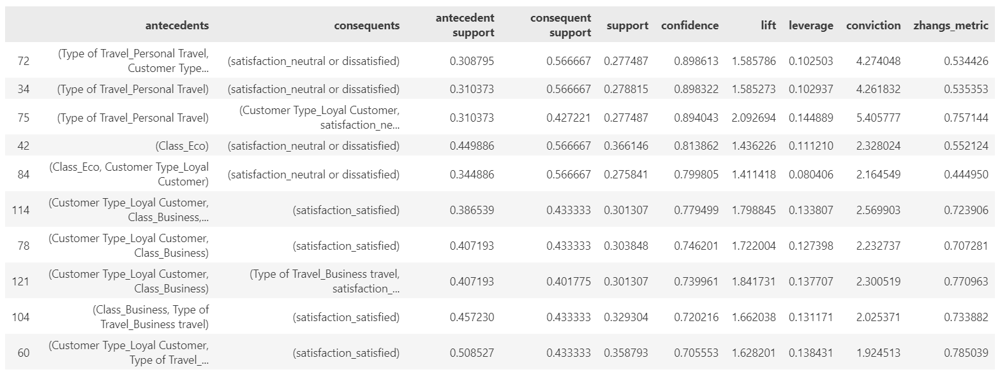 antecedents consequents antecedent support consequent support support confidence lift leverage conviction zhangs_metric
72 (Type of Travel_Personal Travel, Customer Type... (satisfaction_neutral or dissatisfied) 0.308795 0.566667 0.277487 0.898613 1.585786 0.102503 4.274048 0.534426
34 (Type of Travel_Personal Travel) (satisfaction_neutral or dissatisfied) 0.310373 0.566667 0.278815 0.898322 1.585273 0.102937 4.261832 0.535353
75 (Type of Travel_Personal Travel) (Customer Type_Loyal Customer, satisfaction_ne... 0.310373 0.427221 0.277487 0.894043 2.092694 0.144889 5.405777 0.757144
42 (Class_Eco) (satisfaction_neutral or dissatisfied) 0.449886 0.566667 0.366146 0.813862 1.436226 0.111210 2.328024 0.552124
84 (Class_Eco, Customer Type_Loyal Customer) (satisfaction_neutral or dissatisfied) 0.344886 0.566667 0.275841 0.799805 1.411418 0.080406 2.164549 0.444950
114 (Customer Type_Loyal Customer, Class_Business,... (satisfaction_satisfied) 0.386539 0.433333 0.301307 0.779499 1.798845 0.133807 2.569903 0.723906
78 (Customer Type_Loyal Customer, Class_Business) (satisfaction_satisfied) 0.407193 0.433333 0.303848 0.746201 1.722004 0.127398 2.232737 0.707281
121 (Customer Type_Loyal Customer, Class_Business) (Type of Travel_Business travel, satisfaction_... 0.407193 0.401775 0.301307 0.739961 1.841731 0.137707 2.300519 0.770963
104 (Class_Business, Type of Travel_Business travel) (satisfaction_satisfied) 0.457230 0.433333 0.329304 0.720216 1.662038 0.131171 2.025371 0.733882
60 (Customer Type_Loyal Customer, Type of Travel_... (satisfaction_satisfied) 0.508527 0.433333 0.358793 0.705553 1.628201 0.138431 1.924513 0.785039